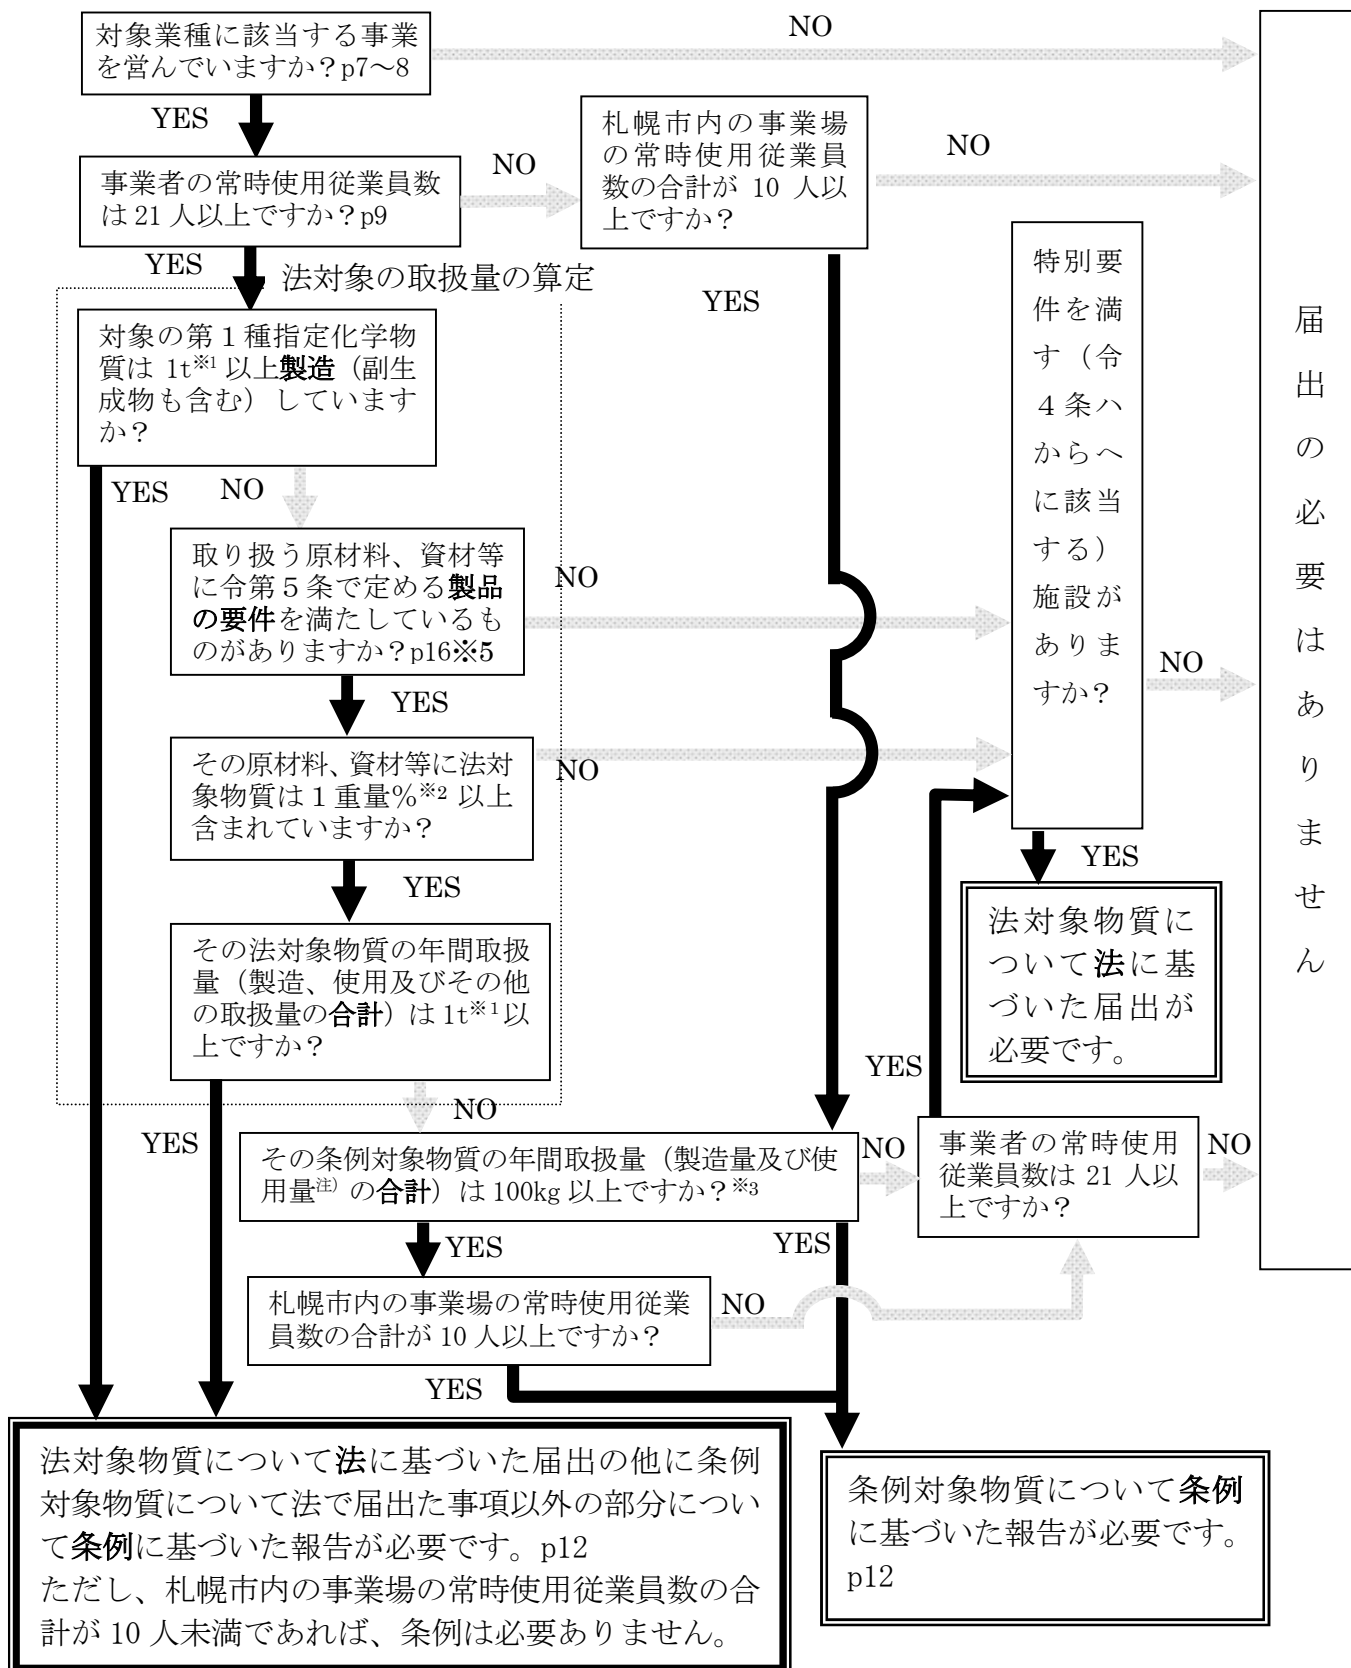 対象業種に該当する事業
を営んでいますか？p7～8
NO
YES
札幌市内の事業場
の常時使用従業員
数の合計が 10 人以
上ですか？
NO
NO
事業者の常時使用従業員数
は 21 人以上ですか？p9
YES
法対象の取扱量の算定
YES
対象の第１種指定化学物
質は 1t※1 以上製造（副生
成物も含む）しています
か？
YES
NO
特別要
件を満
す（令
４条ハ
からヘ
に該当
する）
施設が
ありま
すか？
NO
届出の必要はありません
取り扱う原材料、資材等
に令第５条で定める製品
の要件を満たしているも
のがありますか？p16※5
NO
YES
その原材料、資材等に法対
象物質は１重量％※2 以上
含まれていますか？
NO
YES
YES
法対象物質に
ついて法に基
づいた届出が
必要です。
その法対象物質の年間取扱
量（製造、使用及びその他
の取扱量の合計）は 1t※1 以
上ですか？
YES
NO
YES
その条例対象物質の年間取扱量（製造量及び使
用量注）の合計）は 100kg 以上ですか？※3
NO
事業者の常時使用
従業員数は 21 人以
上ですか？
NO
YES
YES
札幌市内の事業場の常時使用従業
員数の合計が 10 人以上ですか？
NO
YES
法対象物質について法に基づいた届出の他に条例
対象物質について法で届出た事項以外の部分につい
て条例に基づいた報告が必要です。p12
ただし、札幌市内の事業場の常時使用従業員数の合
計が 10 人未満であれば、条例は必要ありません。
条例対象物質について条例
に基づいた報告が必要です。
p12